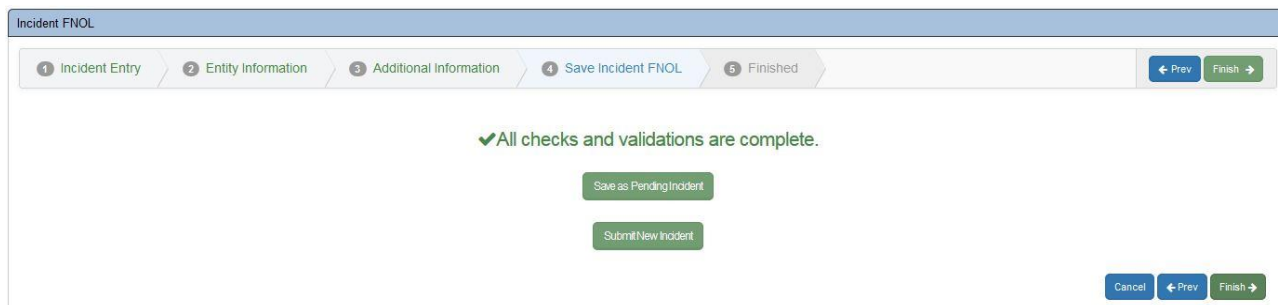 Incident FNOL
1 Incident Entry 2 Entity Information 3 Additional Information 4 Save Incident FNOL 5 Finished Prev Finish
All checks and validations are complete.
Save as Pending Incident
Submit New Incident
Cancel Prev Finish